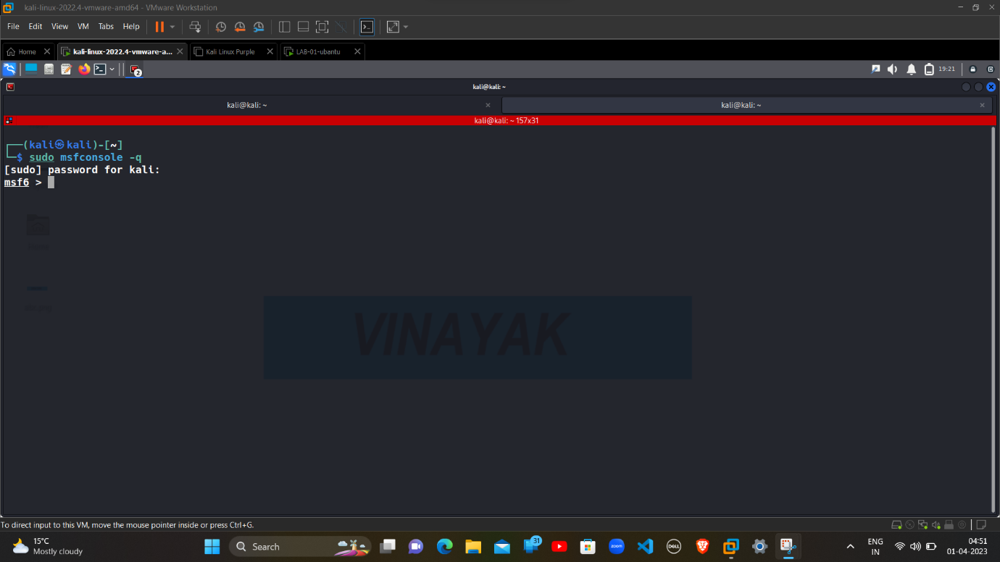 kali-linux-2022.4-vmware-amd64 - VMware Workstation
File Edit View VM Tabs Help
Home kali-linux-2022.4-vmware-a... Kali Linux Purple LAB-01-ubantu
2 19:21
kali@kali: ~
kali@kali: ~ kali@kali: ~
kali@kali: ~ 157x31
┌──(kali㉿kali)-[~]
└─$ sudo msfconsole -q
[sudo] password for kali:
msf6 >
VINAYAK
To direct input to this VM, move the mouse pointer inside or press Ctrl+G.
15°C
Mostly cloudy
Search
31
zoom
DELL
ENG
IN
04:51
01-04-2023